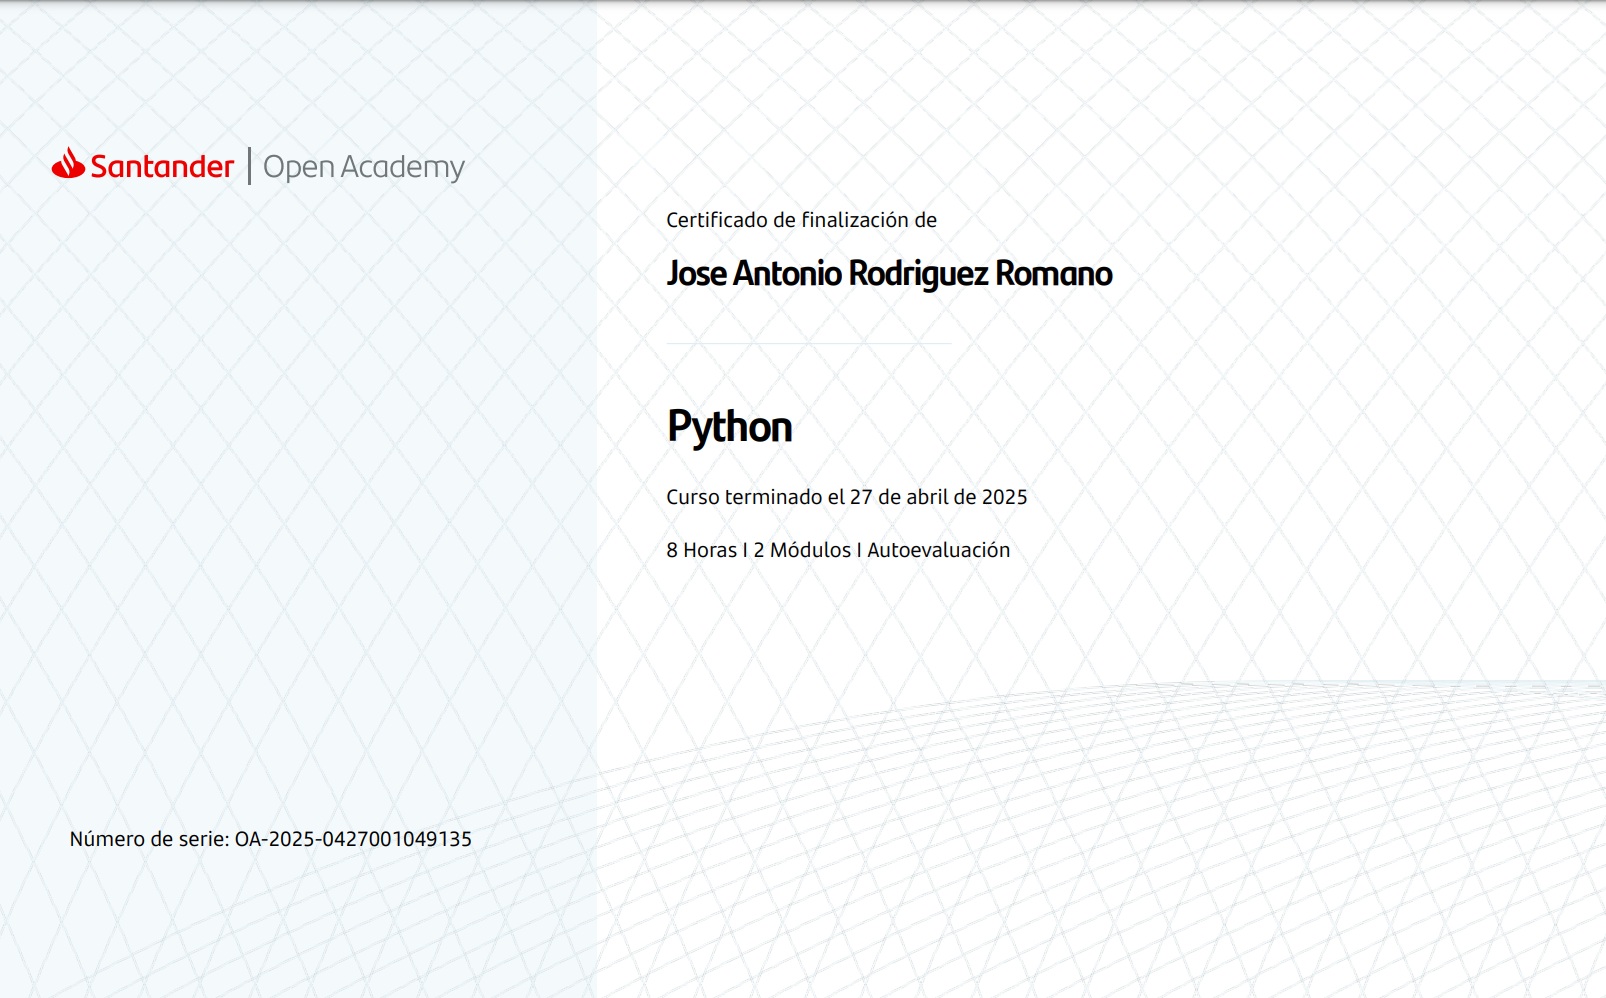 Santander | Open Academy
Certificado de finalización de
Jose Antonio Rodriguez Romano
Python
Curso terminado el 27 de abril de 2025
8 Horas I 2 Módulos I Autoevaluación
Número de serie: OA-2025-0427001049135